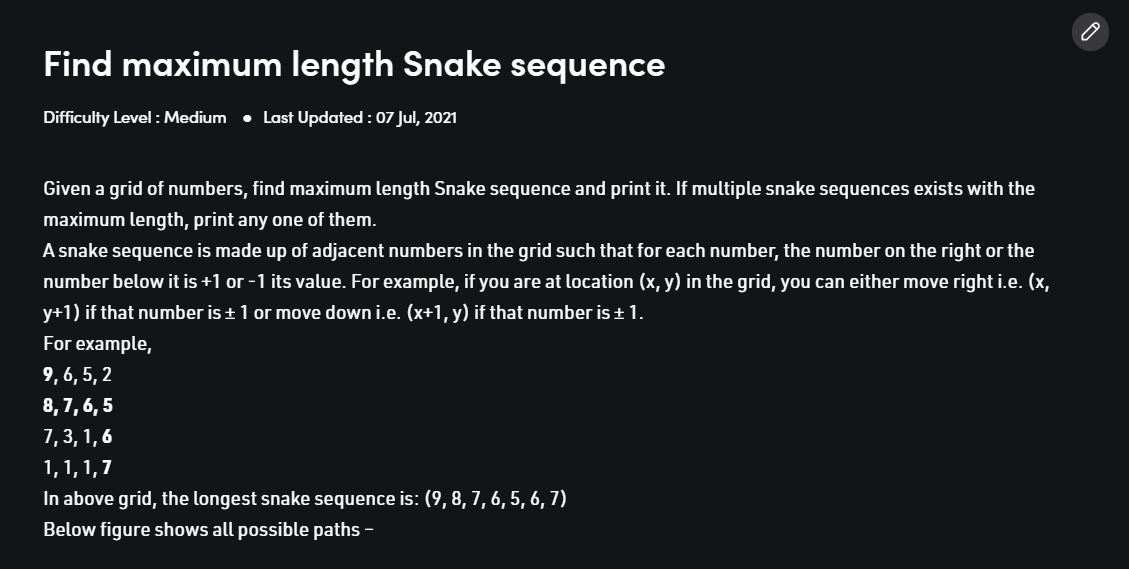 Find maximum length Snake sequence
Difficulty Level : Medium ● Last Updated : 07 Jul, 2021
Given a grid of numbers, find maximum length Snake sequence and print it. If multiple snake sequences exists with the
maximum length, print any one of them.
A snake sequence is made up of adjacent numbers in the grid such that for each number, the number on the right or the
number below it is +1 or -1 its value. For example, if you are at location (x, y) in the grid, you can either move right i.e. (x,
y+1) if that number is ± 1 or move down i.e. (x+1, y) if that number is ± 1.
For example,
9, 6, 5, 2
8, 7, 6, 5
7, 3, 1, 6
1, 1, 1, 7
In above grid, the longest snake sequence is: (9, 8, 7, 6, 5, 6, 7)
Below figure shows all possible paths –